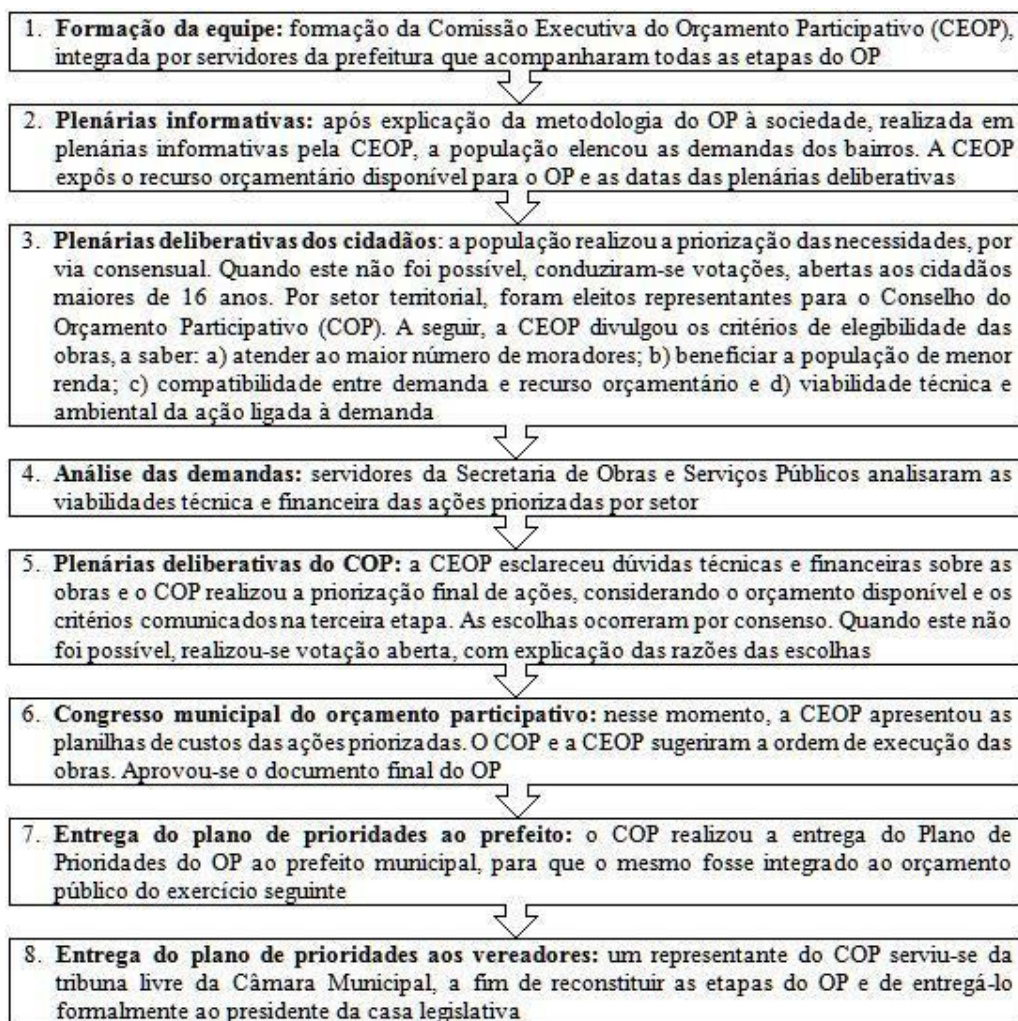 1. Formação da equipe: formação da Comissão Executiva do Orçamento Participativo (CEOP),
integrada por servidores da prefeitura que acompanharam todas as etapas do OP
2. Plenárias informativas: após explicação da metodologia do OP à sociedade, realizada em
plenárias informativas pela CEOP, a população elencou as demandas dos bairros. A CEOP
expôs o recurso orçamentário disponível para o OP e as datas das plenárias deliberativas
3. Plenárias deliberativas dos cidadãos: a população realizou a priorização das necessidades, por
via consensual. Quando este não foi possível, conduziram-se votações, abertas aos cidadãos
maiores de 16 anos. Por setor territorial, foram eleitos representantes para o Conselho do
Orçamento Participativo (COP). A seguir, a CEOP divulgou os critérios de elegibilidade das
obras, a saber: a) atender ao maior número de moradores; b) beneficiar a população de menor
renda; c) compatibilidade entre demanda e recurso orçamentário e d) viabilidade técnica e
ambiental da ação ligada à demanda
4. Análise das demandas: servidores da Secretaria de Obras e Serviços Públicos analisaram as
viabilidades técnica e financeira das ações priorizadas por setor
5. Plenárias deliberativas do COP: a CEOP esclareceu dúvidas técnicas e financeiras sobre as
obras e o COP realizou a priorização final de ações, considerando o orçamento disponível e os
critérios comunicados na terceira etapa. As escolhas ocorreram por consenso. Quando este não
foi possível, realizou-se votação aberta, com explicação das razões das escolhas
6. Congresso municipal do orçamento participativo: nesse momento, a CEOP apresentou as
planilhas de custos das ações priorizadas. O COP e a CEOP sugeriram a ordem de execução das
obras. Aprovou-se o documento final do OP
7. Entrega do plano de prioridades ao prefeito: o COP realizou a entrega do Plano de
Prioridades do OP ao prefeito municipal, para que o mesmo fosse integrado ao orçamento
público do exercício seguinte
8. Entrega do plano de prioridades aos vereadores: um representante do COP serviu-se da
tribuna livre da Câmara Municipal, a fim de reconstituir as etapas do OP e de entregá-lo
formalmente ao presidente da casa legislativa